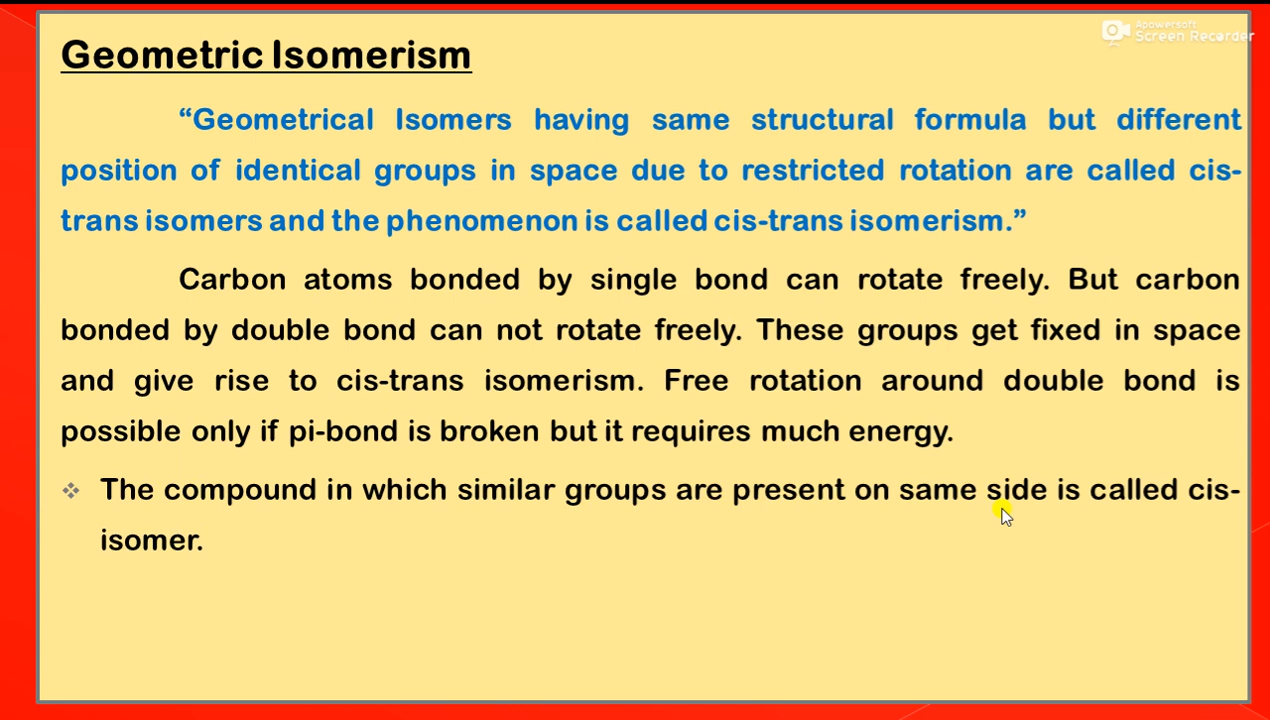 Apowersoft
Screen Recorder
Geometric Isomerism
“Geometrical Isomers having same structural formula but different
position of identical groups in space due to restricted rotation are called cis-
trans isomers and the phenomenon is called cis-trans isomerism.”
Carbon atoms bonded by single bond can rotate freely. But carbon
bonded by double bond can not rotate freely. These groups get fixed in space
and give rise to cis-trans isomerism. Free rotation around double bond is
possible only if pi-bond is broken but it requires much energy.
❖ The compound in which similar groups are present on same side is called cis-
isomer.